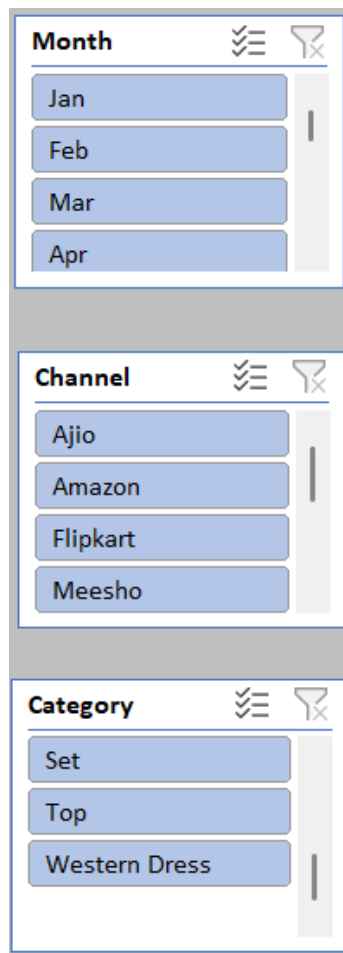 Month
Jan
Feb
Mar
Apr
Channel
Ajio
Amazon
Flipkart
Meesho
Category
Set
Top
Western Dress